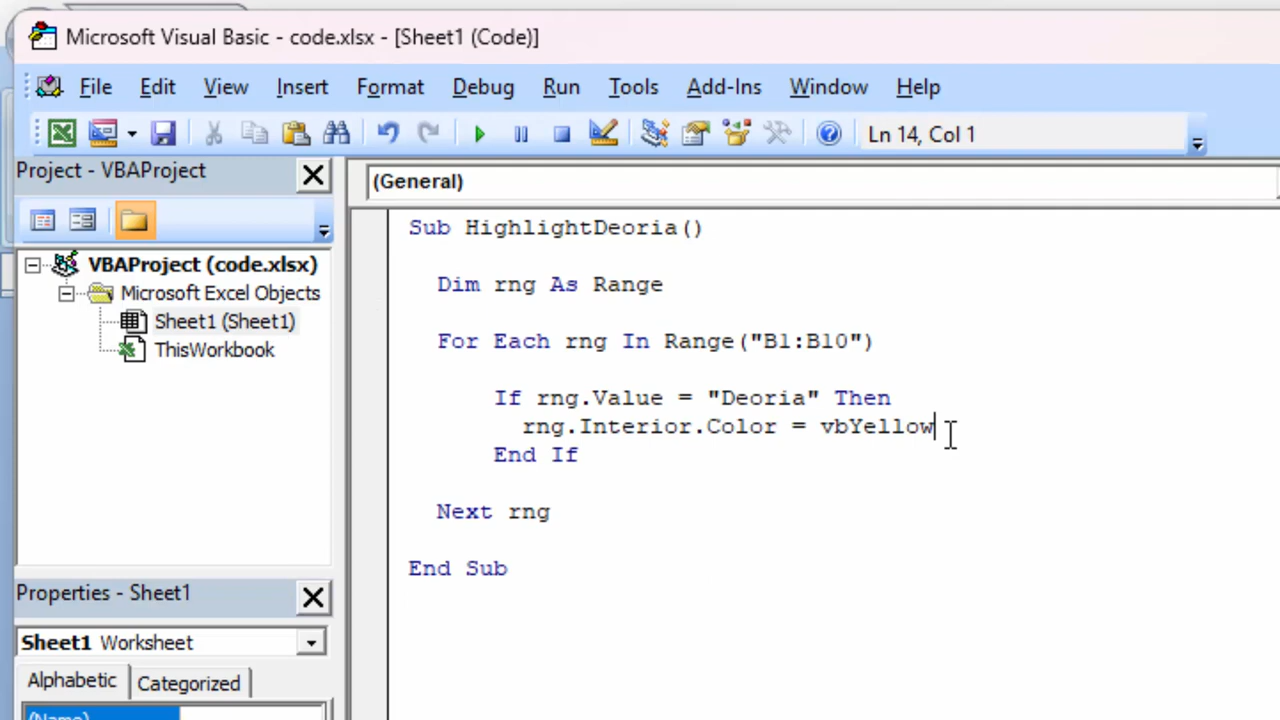 Microsoft Visual Basic - code.xlsx - [Sheet1 (Code)]
File Edit View Insert Format Debug Run Tools Add-Ins Window Help
Ln 14, Col 1
Project - VBAProject
VBAProject (code.xlsx)
Microsoft Excel Objects
Sheet1 (Sheet1)
ThisWorkbook
Properties - Sheet1
Sheet1 Worksheet
Alphabetic Categorized
(Name)
(General)
Sub HighlightDeoria()
Dim rng As Range
For Each rng In Range("B1:B10")
If rng.Value = "Deoria" Then
rng.Interior.Color = vbYellow
End If
Next rng
End Sub